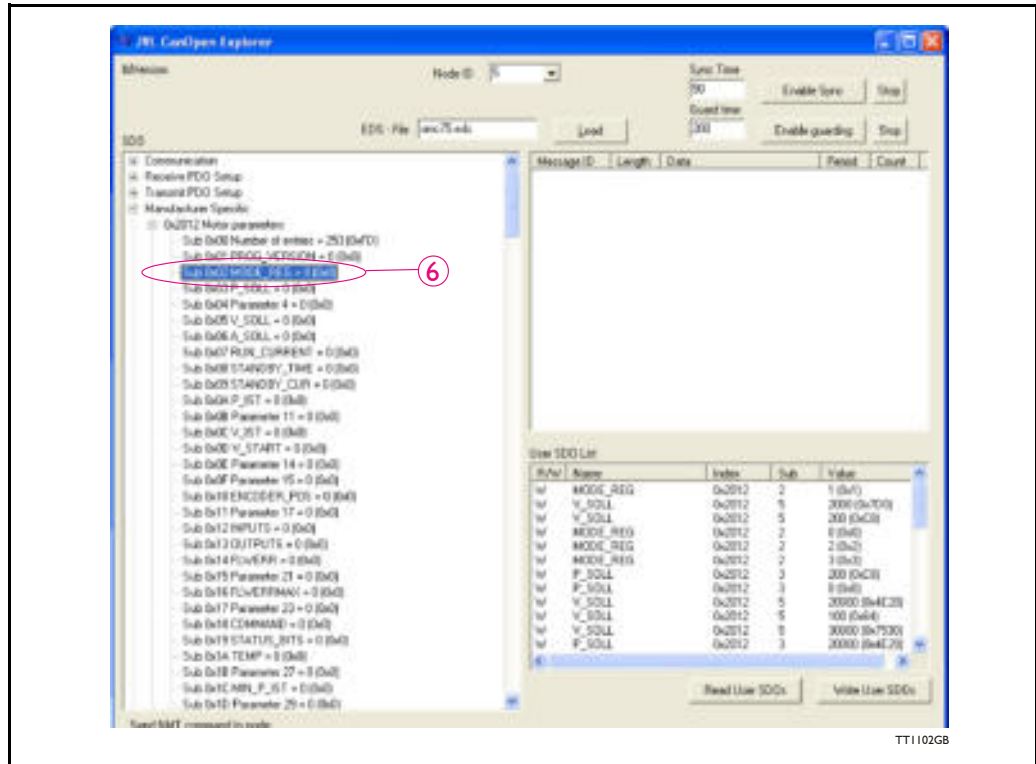 JVL CanOpen Explorer
Node ID 5
Sync Time
90
Enable Sync
Stop
Guard time
200
Enable guarding
Stop
EDS - File
smc75.eds
Load
SDO
Communication
Receive PDO Setup
Transmit PDO Setup
Manufacture Specific
0x2012 Motor parameters
Sub 0x00 Number of entries = 253 (0xFD)
Sub 0x01 PROG_VERSION = 0 (0x0)
Sub 0x02 MODE_REG = 0 (0x0)
Sub 0x03 P_SOLL = 0 (0x0)
Sub 0x04 Parameter 4 = 0 (0x0)
Sub 0x05 V_SOLL = 0 (0x0)
Sub 0x06 A_SOLL = 0 (0x0)
Sub 0x07 RUN_CURRENT = 0 (0x0)
Sub 0x08 STANDBY_TIME = 0 (0x0)
Sub 0x09 STANDBY_CUR = 0 (0x0)
Sub 0x0A P_IST = 0 (0x0)
Sub 0x0B Parameter 11 = 0 (0x0)
Sub 0x0C V_IST = 0 (0x0)
Sub 0x0D V_START = 0 (0x0)
Sub 0x0E Parameter 14 = 0 (0x0)
Sub 0x0F Parameter 15 = 0 (0x0)
Sub 0x10 ENCODER_POS = 0 (0x0)
Sub 0x11 Parameter 17 = 0 (0x0)
Sub 0x12 INPUTS = 0 (0x0)
Sub 0x13 OUTPUTS = 0 (0x0)
Sub 0x14 FLWERR = 0 (0x0)
Sub 0x15 Parameter 21 = 0 (0x0)
Sub 0x16 FLWERRMAX = 0 (0x0)
Sub 0x17 Parameter 23 = 0 (0x0)
Sub 0x18 COMMAND = 0 (0x0)
Sub 0x19 STATUS_BITS = 0 (0x0)
Sub 0x1A TEMP = 0 (0x0)
Sub 0x1B Parameter 27 = 0 (0x0)
Sub 0x1C MIN_P_IST = 0 (0x0)
Sub 0x1D Parameter 29 = 0 (0x0)
6
Message ID Length Data Period Count
User SDO List
R/W Name Index Sub Value
W MODE_REG 0x2012 2 1 (0x1)
W V_SOLL 0x2012 5 2000 (0x7D0)
W V_SOLL 0x2012 5 200 (0xC8)
W MODE_REG 0x2012 2 0 (0x0)
W MODE_REG 0x2012 2 2 (0x2)
W MODE_REG 0x2012 2 3 (0x3)
W P_SOLL 0x2012 3 200 (0xC8)
W P_SOLL 0x2012 3 0 (0x0)
W V_SOLL 0x2012 5 20000 (0x4E20)
W V_SOLL 0x2012 5 100 (0x64)
W V_SOLL 0x2012 5 30000 (0x7530)
W P_SOLL 0x2012 3 20000 (0x4E20)
Read User SDOs
Write User SDOs
Send NMT command to node
TT1102GB